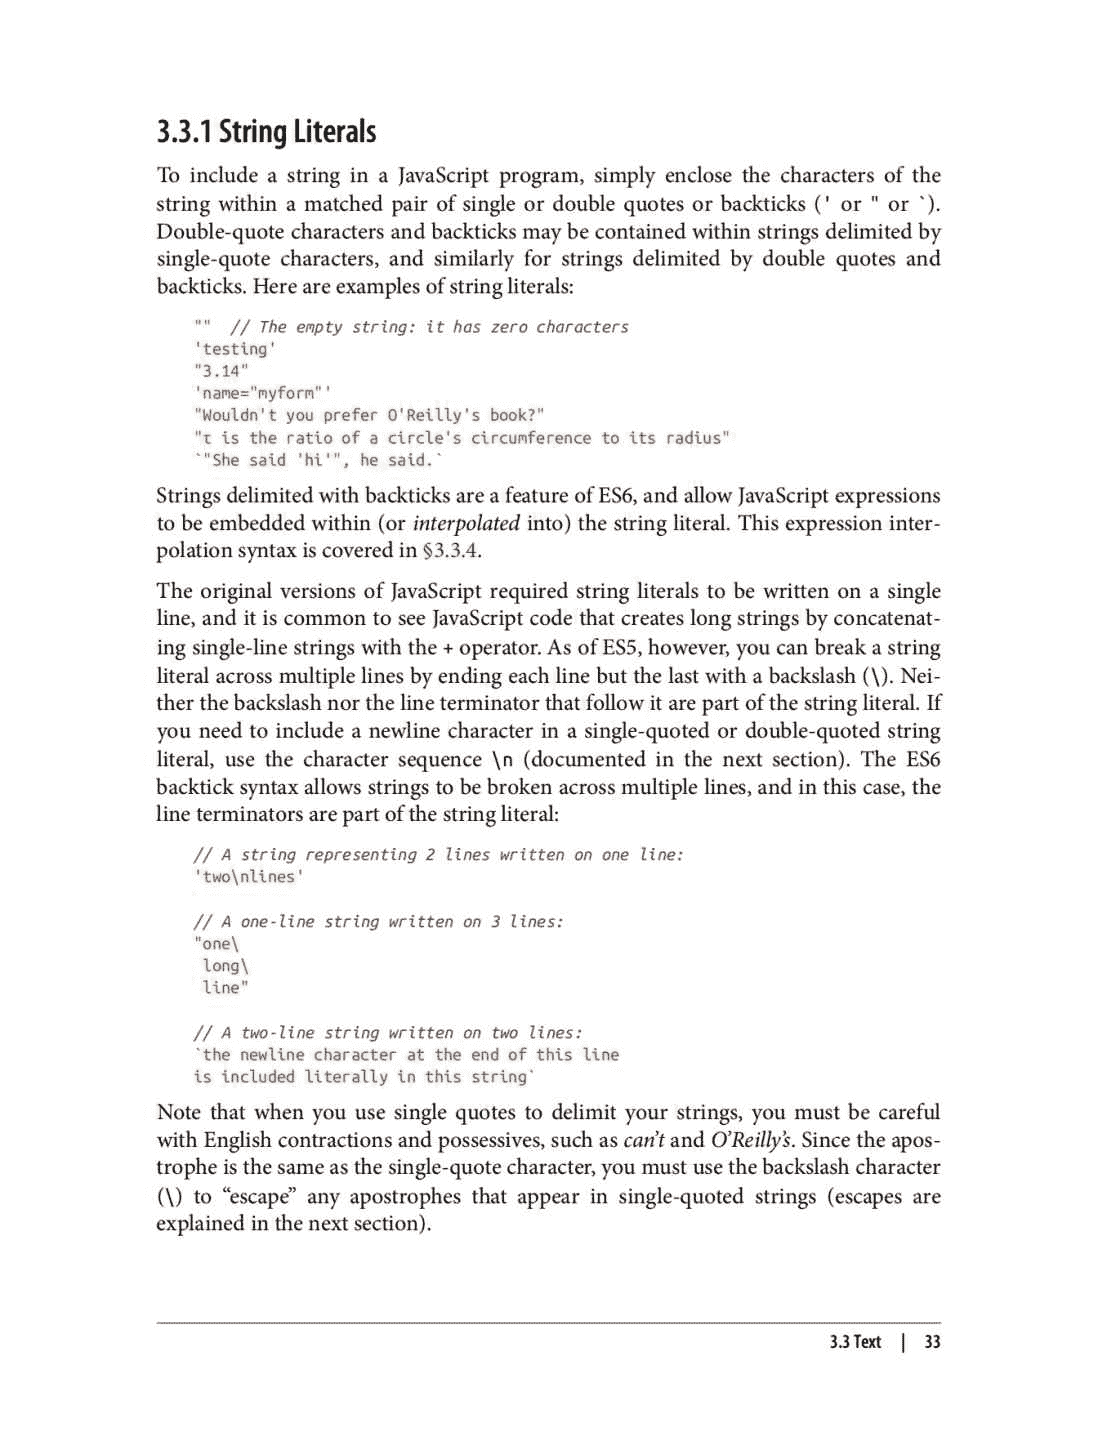 3.3.1 String Literals
To include a string in a JavaScript program, simply enclose the characters of the
string within a matched pair of single or double quotes or backticks (' or " or `).
Double-quote characters and backticks may be contained within strings delimited by
single-quote characters, and similarly for strings delimited by double quotes and
backticks. Here are examples of string literals:
""  // The empty string: it has zero characters
'testing'
"3.14"
'name="myform"'
"Wouldn't you prefer O'Reilly's book?"
"τ is the ratio of a circle's circumference to its radius"
`"She said 'hi'", he said.`
Strings delimited with backticks are a feature of ES6, and allow JavaScript expressions
to be embedded within (or interpolated into) the string literal. This expression inter-
polation syntax is covered in §3.3.4.
The original versions of JavaScript required string literals to be written on a single
line, and it is common to see JavaScript code that creates long strings by concatenat-
ing single-line strings with the + operator. As of ES5, however, you can break a string
literal across multiple lines by ending each line but the last with a backslash (\). Nei-
ther the backslash nor the line terminator that follow it are part of the string literal. If
you need to include a newline character in a single-quoted or double-quoted string
literal, use the character sequence \n (documented in the next section). The ES6
backtick syntax allows strings to be broken across multiple lines, and in this case, the
line terminators are part of the string literal:
// A string representing 2 lines written on one line:
'two\nlines'
// A one-line string written on 3 lines:
"one\
 long\
 line"
// A two-line string written on two lines:
`the newline character at the end of this line
is included literally in this string`
Note that when you use single quotes to delimit your strings, you must be careful
with English contractions and possessives, such as can’t and O’Reilly’s. Since the apos-
trophe is the same as the single-quote character, you must use the backslash character
(\) to “escape” any apostrophes that appear in single-quoted strings (escapes are
explained in the next section).
3.3 Text | 33